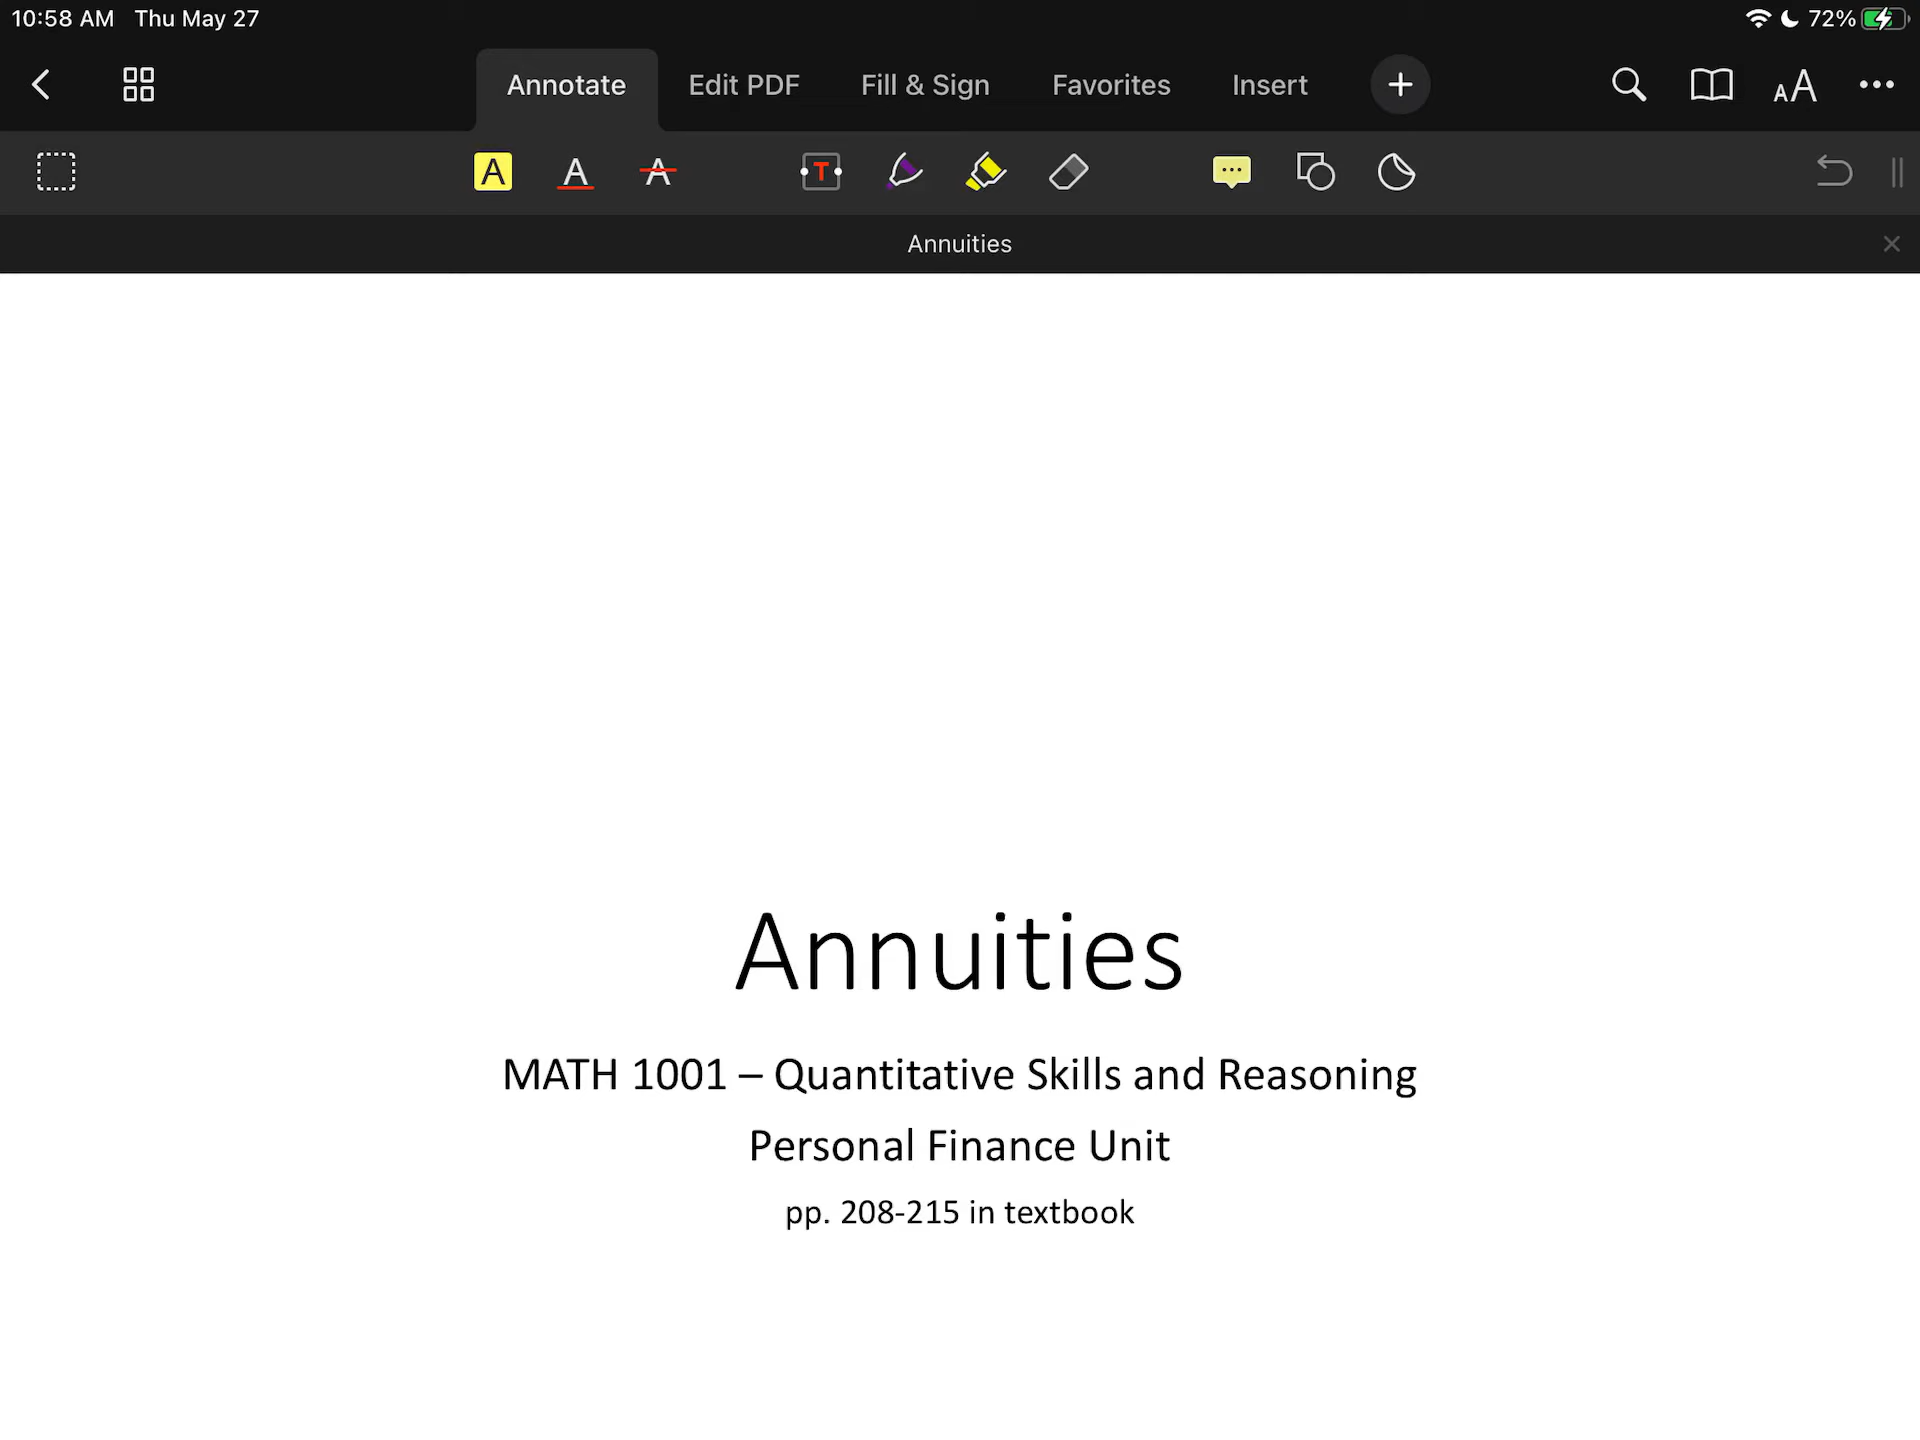 10:58 AM Thu May 27
72%
Annotate Edit PDF Fill & Sign Favorites Insert
AA
A A A T
Annuities
Annuities
MATH 1001 – Quantitative Skills and Reasoning
Personal Finance Unit
pp. 208-215 in textbook